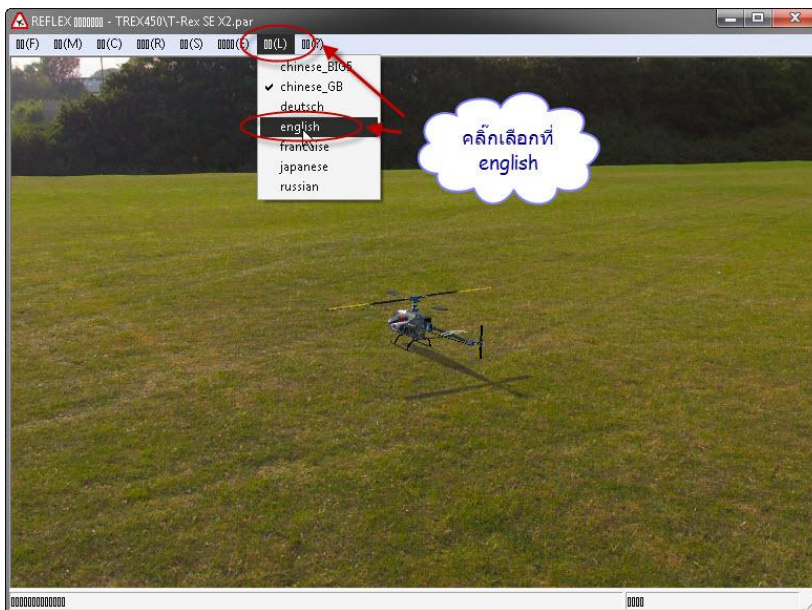 REFLEX - TREX450\T-Rex SE X2.par
(F) (M) (C) (R) (S) (E) (L) (?)
chinese_BIG5
chinese_GB
deutsch
english
francaise
japanese
russian
คลิ๊กเลือกที่
english